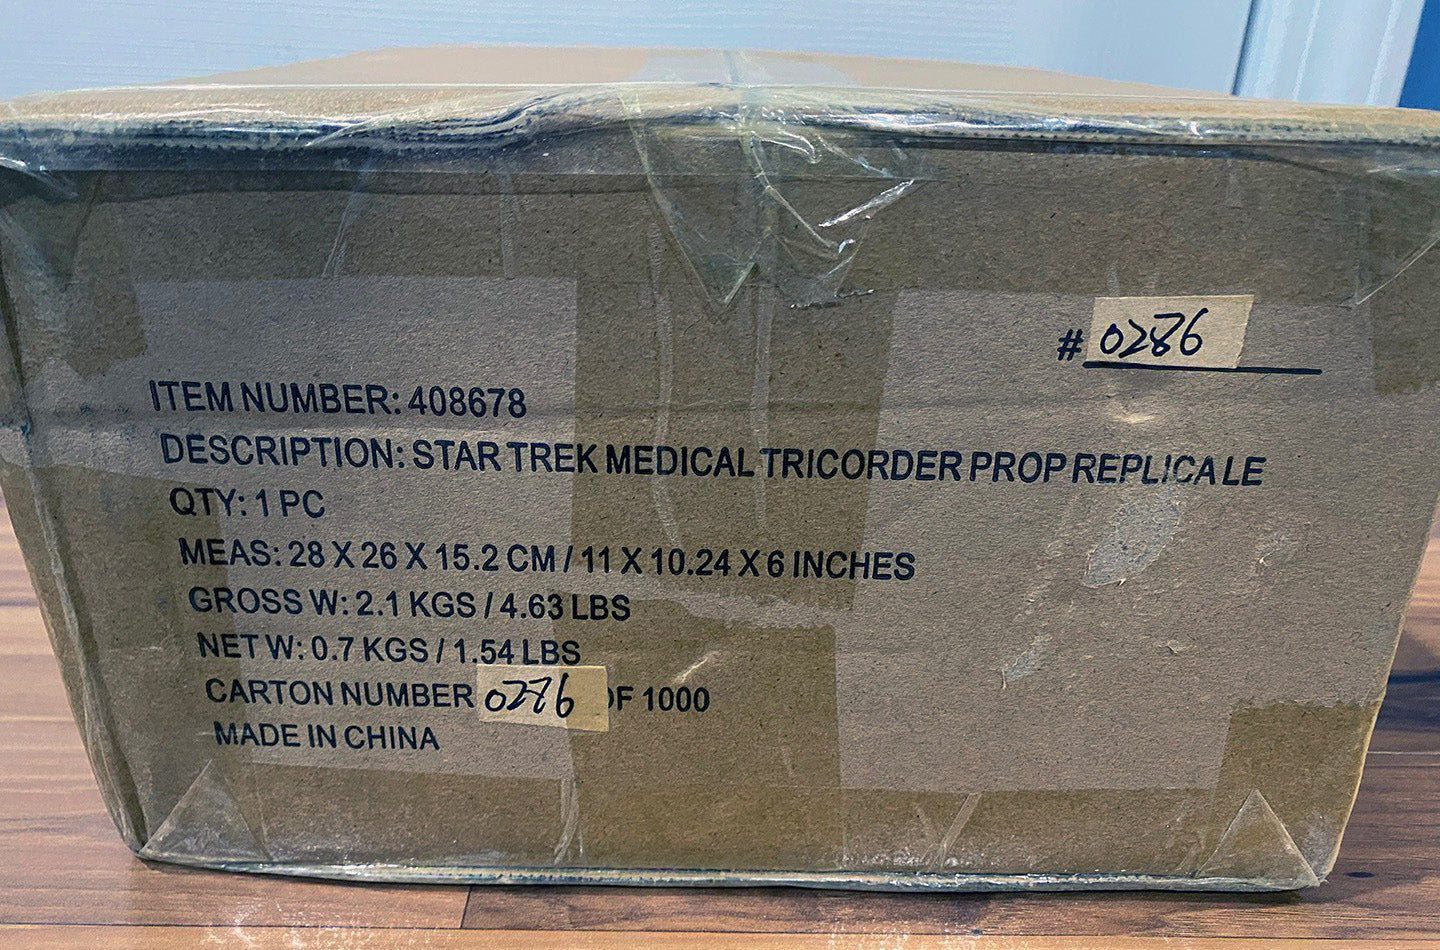 # 0286
ITEM NUMBER: 408678
DESCRIPTION: STAR TREK MEDICAL TRICORDER PROP REPLICA LE
QTY: 1 PC
MEAS: 28 X 26 X 15.2 CM / 11 X 10.24 X 6 INCHES
GROSS W: 2.1 KGS / 4.63 LBS
NET W: 0.7 KGS / 1.54 LBS
CARTON NUMBER 0286 OF 1000
MADE IN CHINA